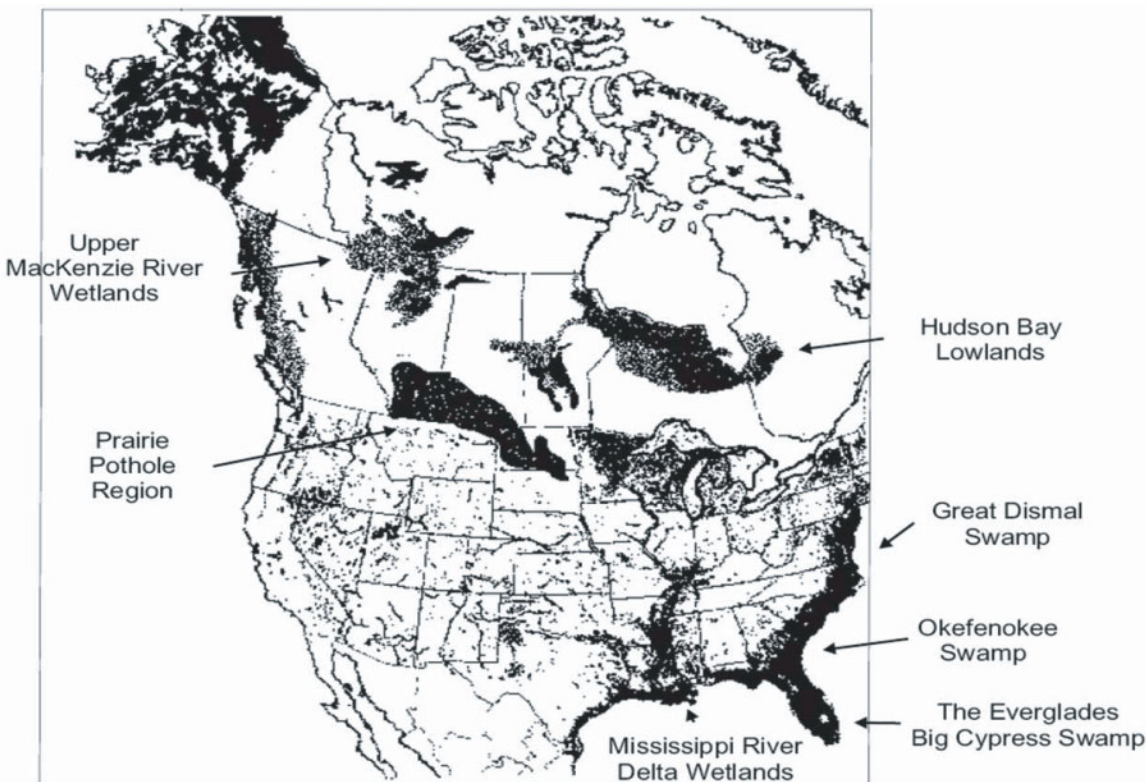 Upper
MacKenzie River
Wetlands
Hudson Bay
Lowlands
Prairie
Pothole
Region
Great Dismal
Swamp
Okefenokee
Swamp
The Everglades
Big Cypress Swamp
Mississippi River
Delta Wetlands